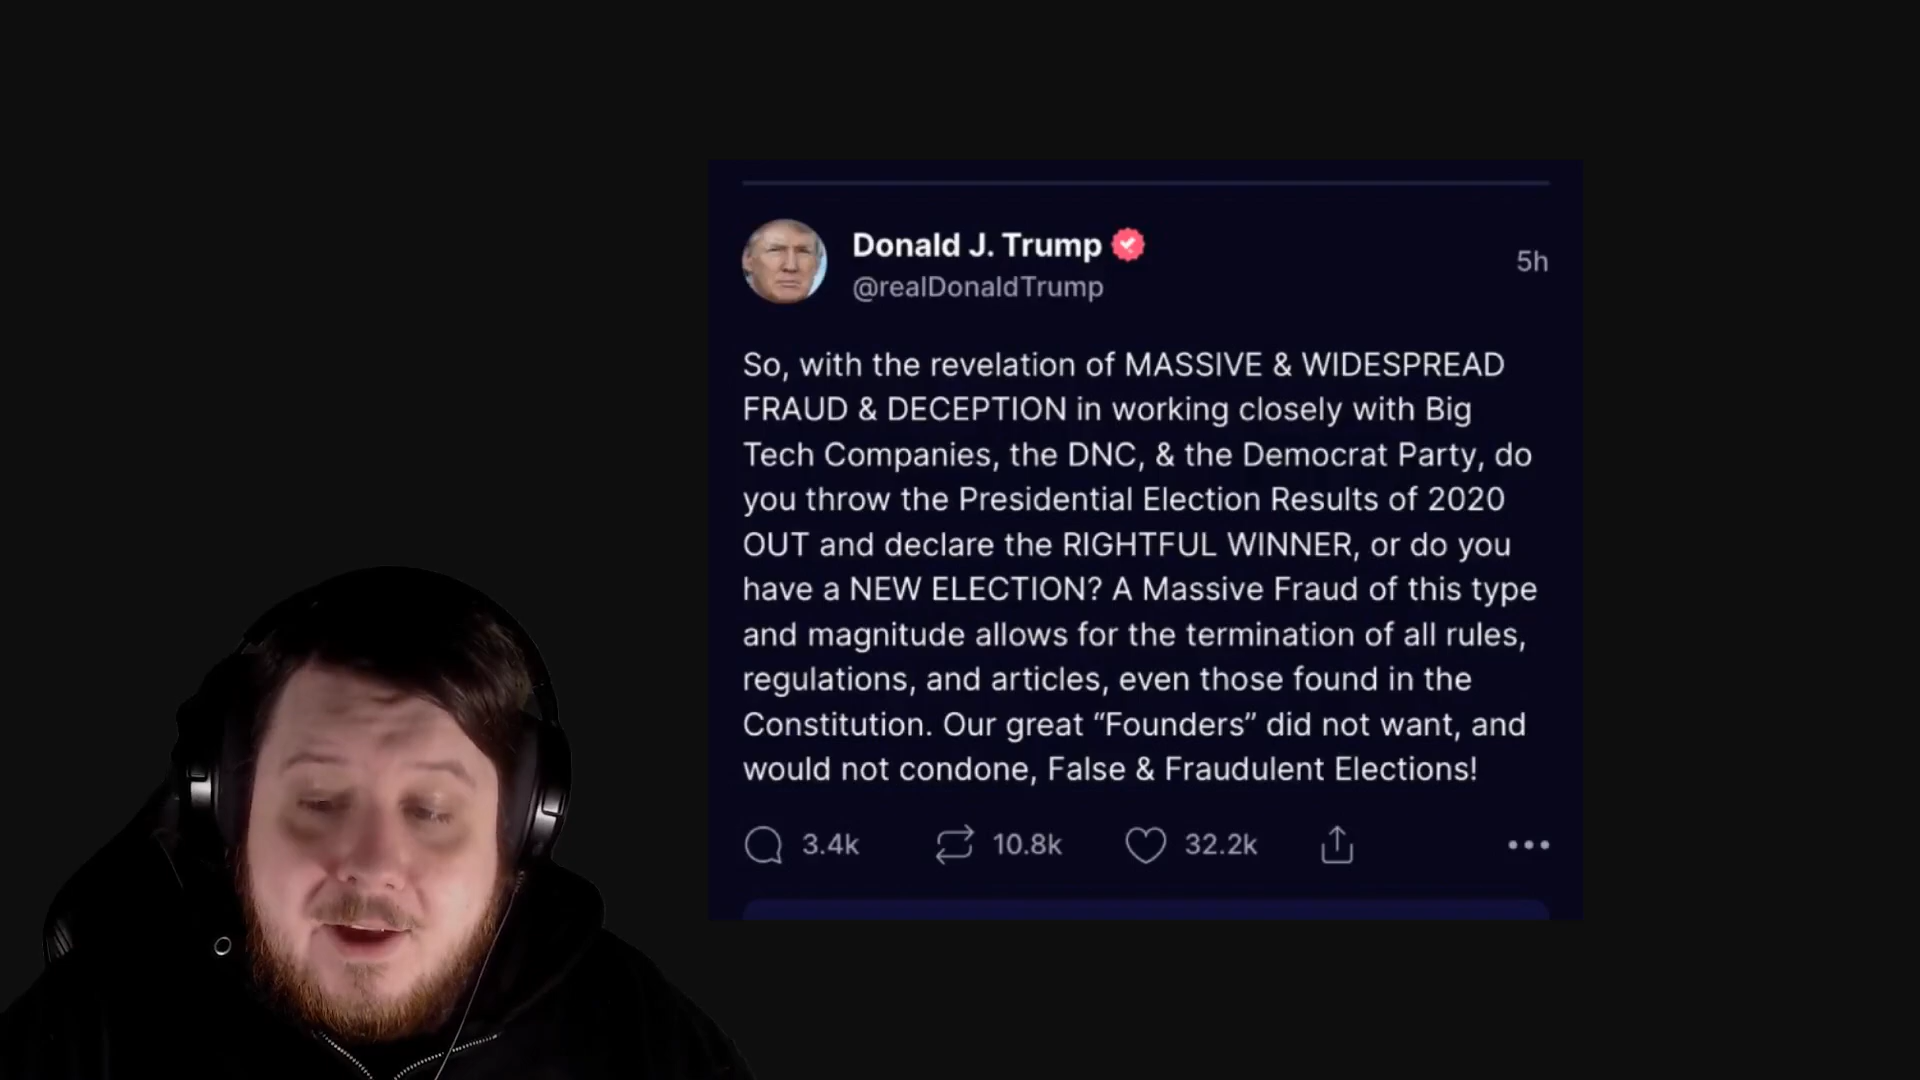 Donald J. Trump
@realDonaldTrump
5h
So, with the revelation of MASSIVE & WIDESPREAD
FRAUD & DECEPTION in working closely with Big
Tech Companies, the DNC, & the Democrat Party, do
you throw the Presidential Election Results of 2020
OUT and declare the RIGHTFUL WINNER, or do you
have a NEW ELECTION? A Massive Fraud of this type
and magnitude allows for the termination of all rules,
regulations, and articles, even those found in the
Constitution. Our great “Founders” did not want, and
would not condone, False & Fraudulent Elections!
3.4k 10.8k 32.2k